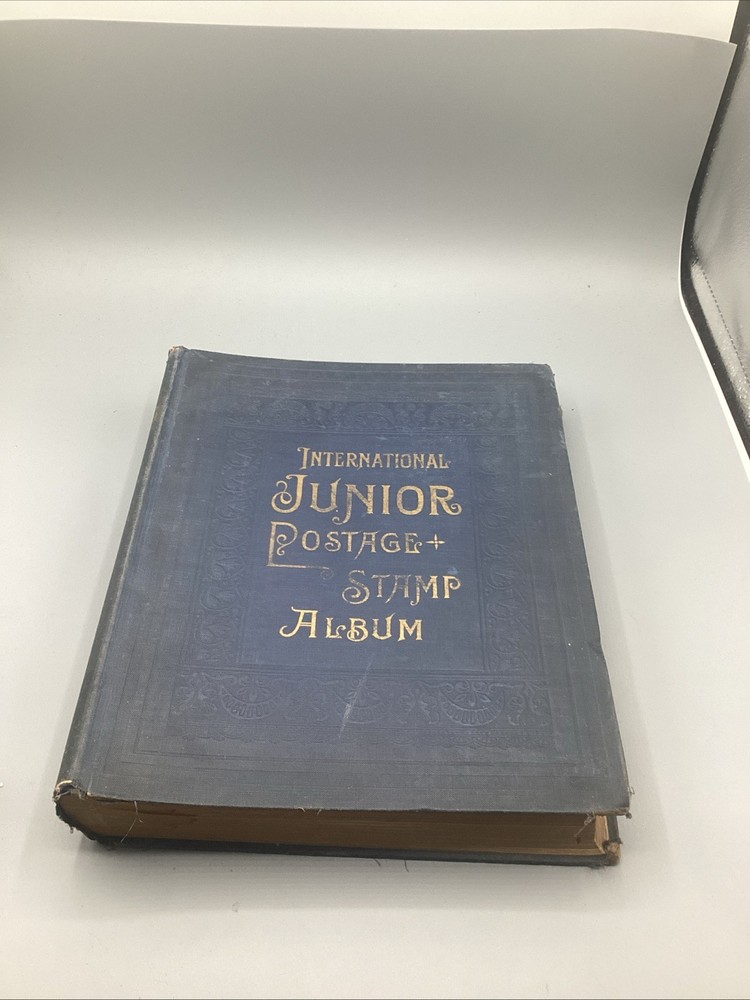 INTERNATIONAL
JUNIOR
POSTAGE+
STAMP
ALBUM